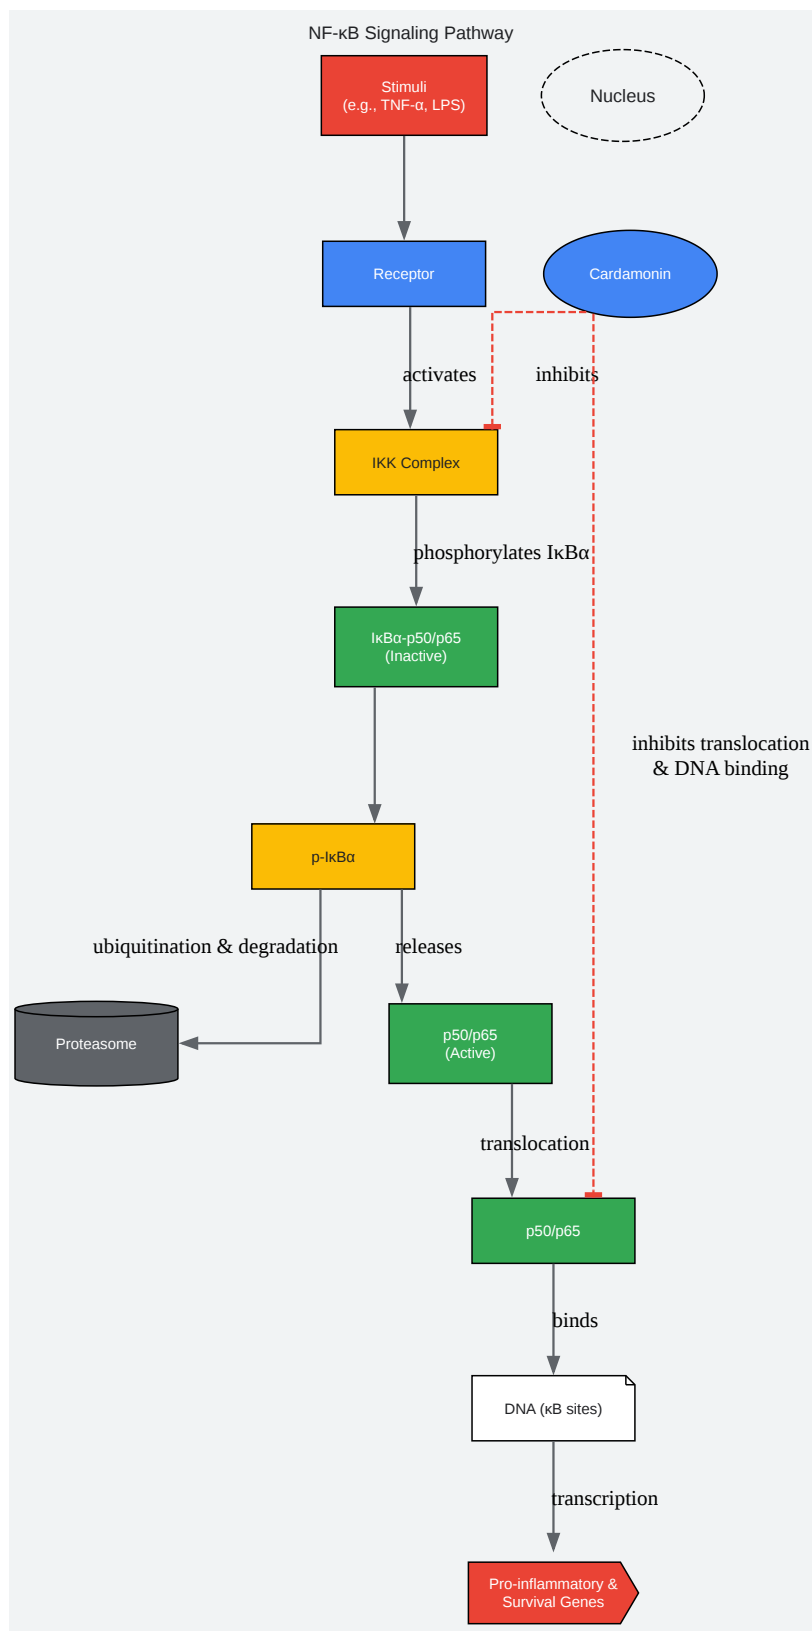 NF-κB Signaling Pathway
Stimuli
(e.g., TNF-α, LPS)
Nucleus
Receptor
Cardamonin
activates
inhibits
IKK Complex
phosphorylates IκBα
IκBα-p50/p65
(Inactive)
inhibits translocation
& DNA binding
p-IκBα
ubiquitination & degradation
releases
Proteasome
p50/p65
(Active)
translocation
p50/p65
binds
DNA (κB sites)
transcription
Pro-inflammatory &
Survival Genes